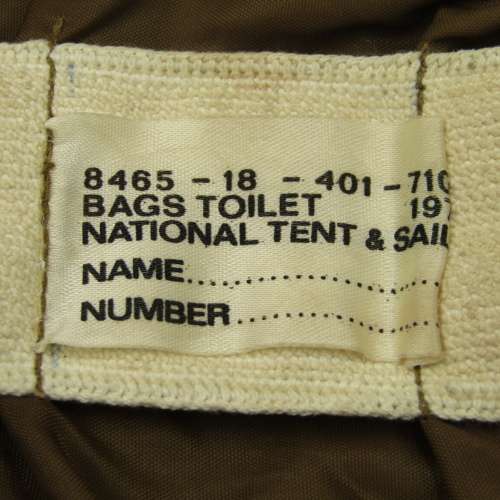 8465 - 18 - 401 - 710
BAGS TOILET 197
NATIONAL TENT & SAIL
NAME........................
NUMBER....................